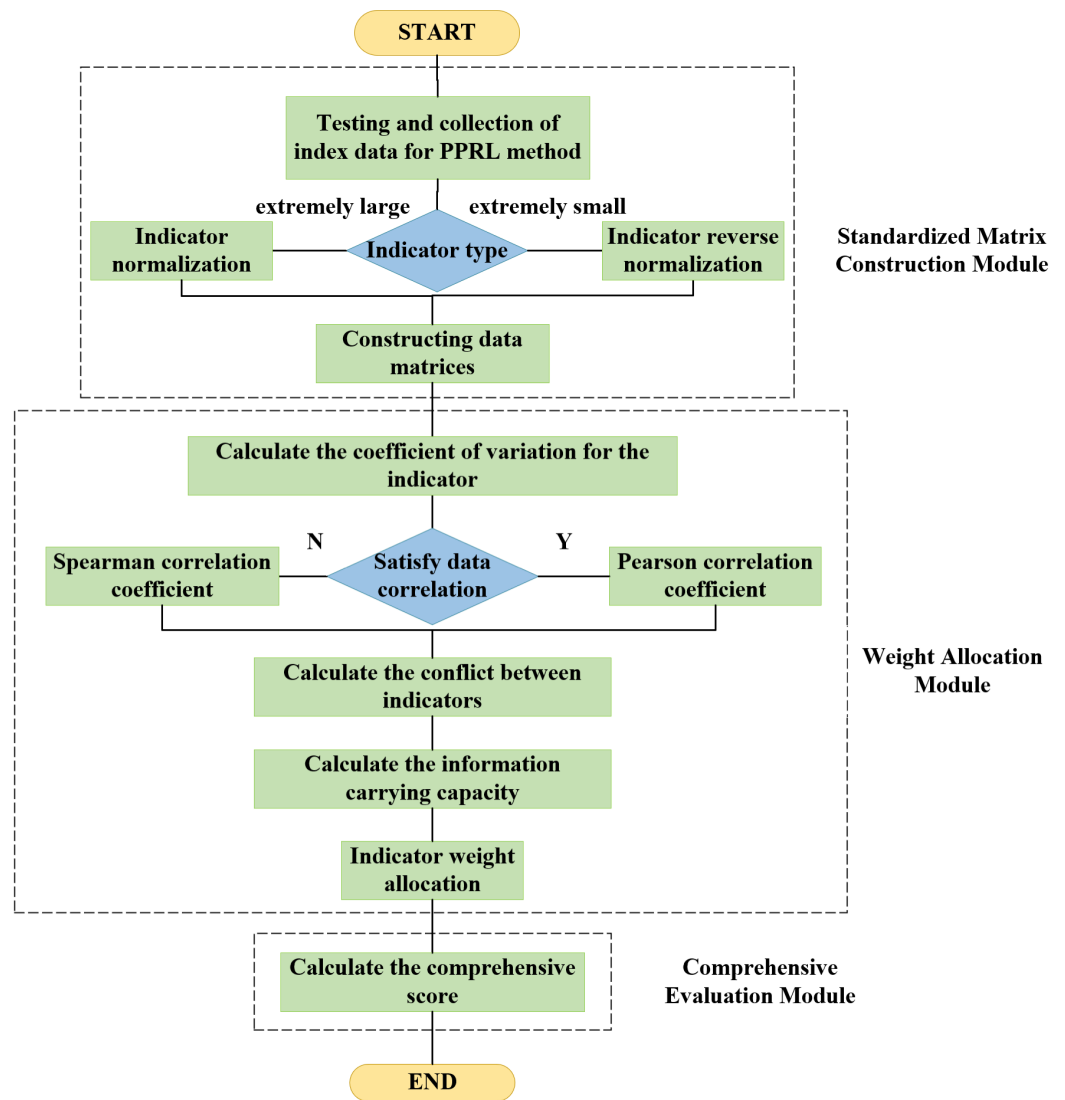 START
Testing and collection of
index data for PPRL method
extremely large
extremely small
Indicator
normalization
Indicator type
Indicator reverse
normalization
Standardized Matrix
Construction Module
Constructing data
matrices
Calculate the coefficient of variation for the
indicator
N
Y
Spearman correlation
coefficient
Satisfy data
correlation
Pearson correlation
coefficient
Calculate the conflict between
indicators
Weight Allocation
Module
Calculate the information
carrying capacity
Indicator weight
allocation
Calculate the comprehensive
score
Comprehensive
Evaluation Module
END